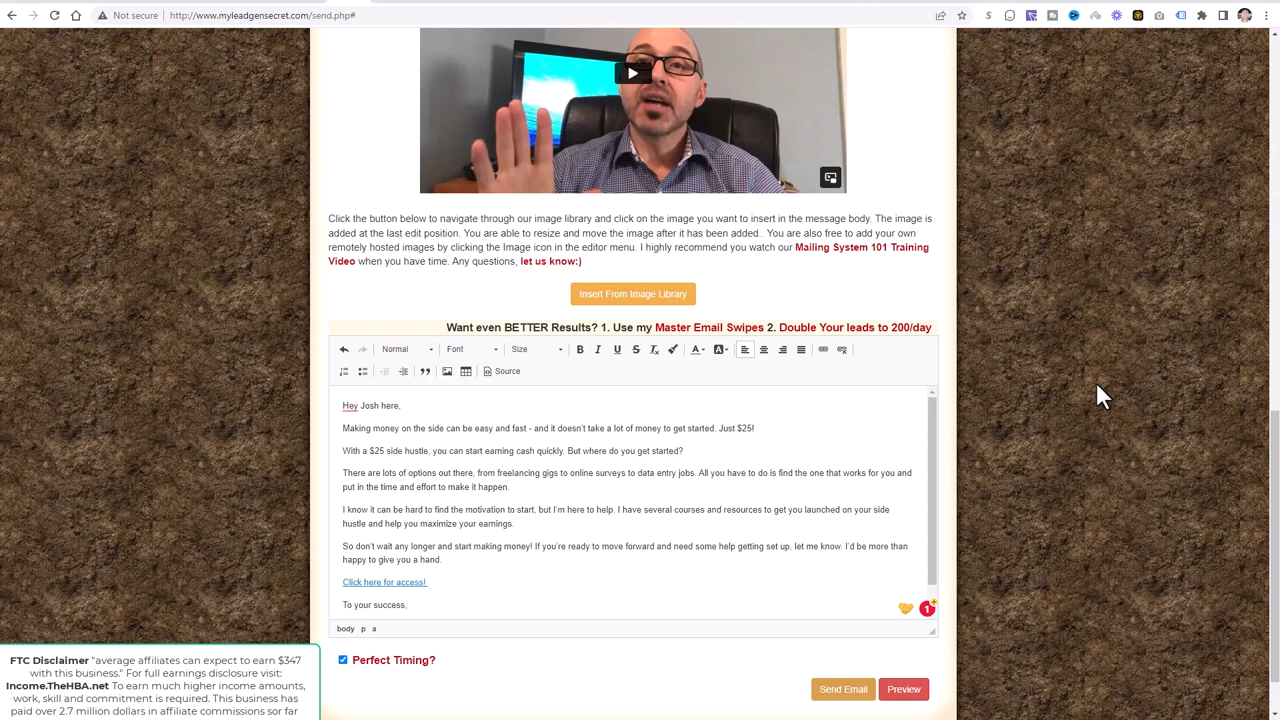 Not secure
http://www.myleadgensecret.com/send.php#
Click the button below to navigate through our image library and click on the image you want to insert in the message body. The image is
added at the last edit position. You are able to resize and move the image after it has been added.. You are also free to add your own
remotely hosted images by clicking the Image icon in the editor menu. I highly recommend you watch our Mailing System 101 Training
Video when you have time. Any questions, let us know:)
Insert From Image Library
Want even BETTER Results? 1. Use my Master Email Swipes 2. Double Your leads to 200/day
Normal Font Size
Source
Hey Josh here,
Making money on the side can be easy and fast - and it doesn't take a lot of money to get started. Just $25!
With a $25 side hustle, you can start earning cash quickly. But where do you get started?
There are lots of options out there, from freelancing gigs to online surveys to data entry jobs. All you have to do is find the one that works for you and
put in the time and effort to make it happen.
I know it can be hard to find the motivation to start, but I'm here to help. I have several courses and resources to get you launched on your side
hustle and help you maximize your earnings.
So don't wait any longer and start making money! If you're ready to move forward and need some help getting set up, let me know. I'd be more than
happy to give you a hand.
Click here for access!
To your success,
1
body p a
Perfect Timing?
Send Email Preview
FTC Disclaimer "average affiliates can expect to earn $347
with this business." For full earnings disclosure visit:
Income.TheHBA.net To earn much higher income amounts,
work, skill and commitment is required. This business has
paid over 2.7 million dollars in affiliate commissions sor far